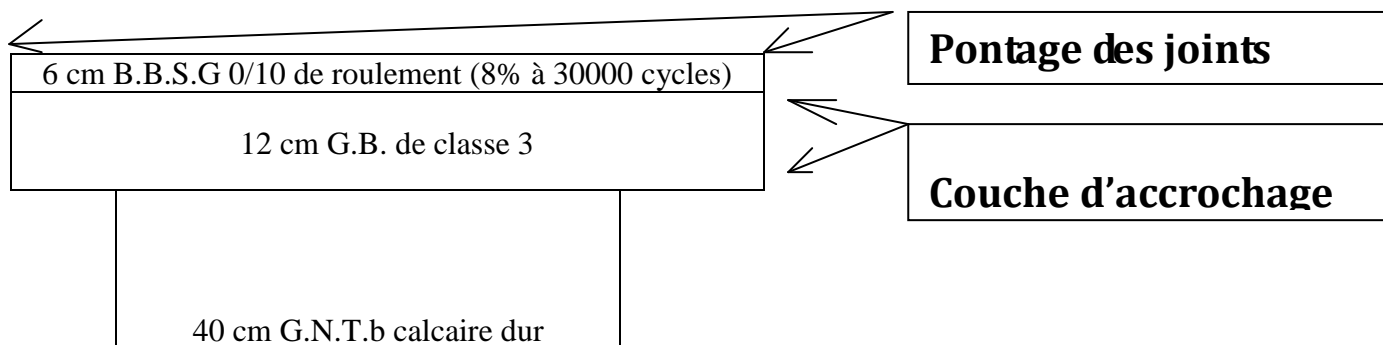 Pontage des joints
6 cm B.B.S.G 0/10 de roulement (8% à 30000 cycles)
12 cm G.B. de classe 3
Couche d’accrochage
40 cm G.N.T.b calcaire dur